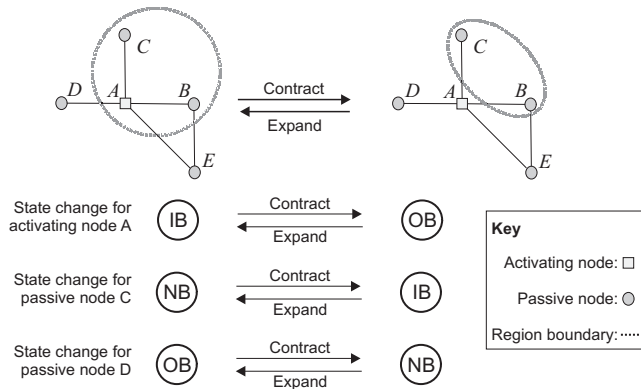 C
D
A
B
E
Contract
Expand
C
D
A
B
E
State change for
activating node A
IB
Contract
Expand
OB
State change for
passive node C
NB
Contract
Expand
IB
State change for
passive node D
OB
Contract
Expand
NB
Key
Activating node:
Passive node:
Region boundary: